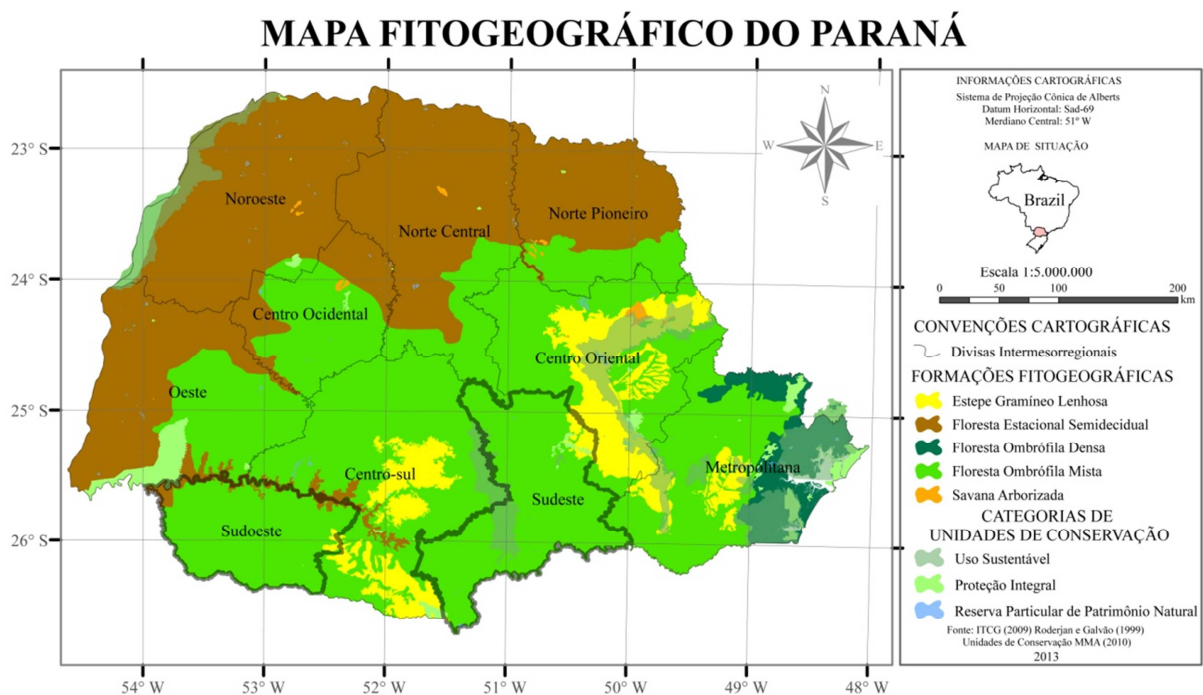 MAPA FITOGEOGRÁFICO DO PARANÁ
23° S
24° S
25° S
26° S
54° W
53° W
52° W
51° W
50° W
49° W
48° W
Noroeste
Norte Central
Norte Pioneiro
Centro Ocidental
Centro Oriental
Oeste
Centro-sul
Metropolitana
Sudeste
Sudoeste
N
W
E
S
INFORMAÇÕES CARTOGRÁFICAS
Sistema de Projeção Cônica de Alberts
Datum Horizontal: Sad-69
Merdiano Central: 51° W
MAPA DE SITUAÇÃO
Brazil
Escala 1:5.000.000
0 50 100 200
km
CONVENÇÕES CARTOGRÁFICAS
Divisas Intermesorregionais
FORMAÇÕES FITOGEOGRÁFICAS
Estepe Gramíneo Lenhosa
Floresta Estacional Semidecidual
Floresta Ombrófila Densa
Floresta Ombrófila Mista
Savana Arborizada
CATEGORIAS DE
UNIDADES DE CONSERVAÇÃO
Uso Sustentável
Proteção Integral
Reserva Particular de Patrimônio Natural
Fonte: ITCG (2009) Roderjan e Galvão (1999)
Unidades de Conservação MMA (2010)
2013